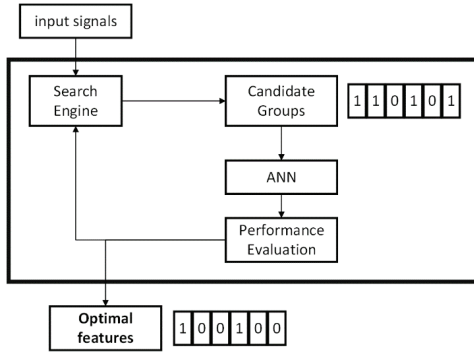 input signals
Search
Engine
Candidate
Groups
1 1 0 1 0 1
ANN
Performance
Evaluation
Optimal
features
1 0 0 1 0 0